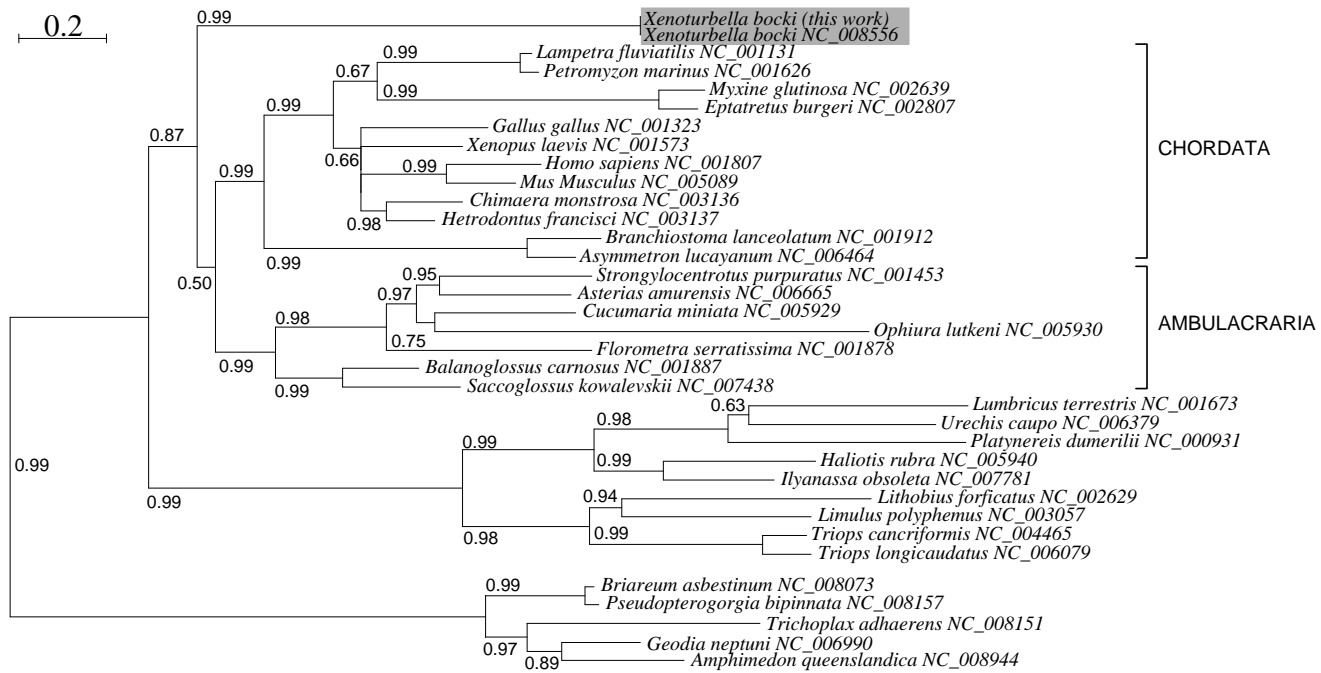 0.2
0.99
Xenoturbella bocki (this work)
Xenoturbella bocki NC_008556
Lampetra fluviatilis NC_001131
0.99
0.67
Petromyzon marinus NC_001626
0.99
Myxine glutinosa NC_002639
0.99
Eptatretus burgeri NC_002807
Gallus gallus NC_001323
0.87
Xenopus laevis NC_001573
0.66
CHORDATA
0.99
Homo sapiens NC_001807
0.99
Mus Musculus NC_005089
Chimaera monstrosa NC_003136
0.98
Hetrodontus francisci NC_003137
Branchiostoma lanceolatum NC_001912
0.99
Asymmetron lucayanum NC_006464
0.50
0.95
Strongylocentrotus purpuratus NC_001453
0.97
Asterias amurensis NC_006665
Cucumaria miniata NC_005929
0.98
Ophiura lutkeni NC_005930
AMBULACRARIA
0.75
Florometra serratissima NC_001878
0.99
Balanoglossus carnosus NC_001887
0.99
Saccoglossus kowalevskii NC_007438
0.63
Lumbricus terrestris NC_001673
0.98
Urechis caupo NC_006379
0.99
Platynereis dumerilii NC_000931
0.99
0.99
Haliotis rubra NC_005940
Ilyanassa obsoleta NC_007781
0.99
0.94
Lithobius forficatus NC_002629
Limulus polyphemus NC_003057
0.98
0.99
Triops cancriformis NC_004465
Triops longicaudatus NC_006079
0.99
Briareum asbestinum NC_008073
Pseudopterogorgia bipinnata NC_008157
Trichoplax adhaerens NC_008151
0.97
Geodia neptuni NC_006990
0.89
Amphimedon queenslandica NC_008944